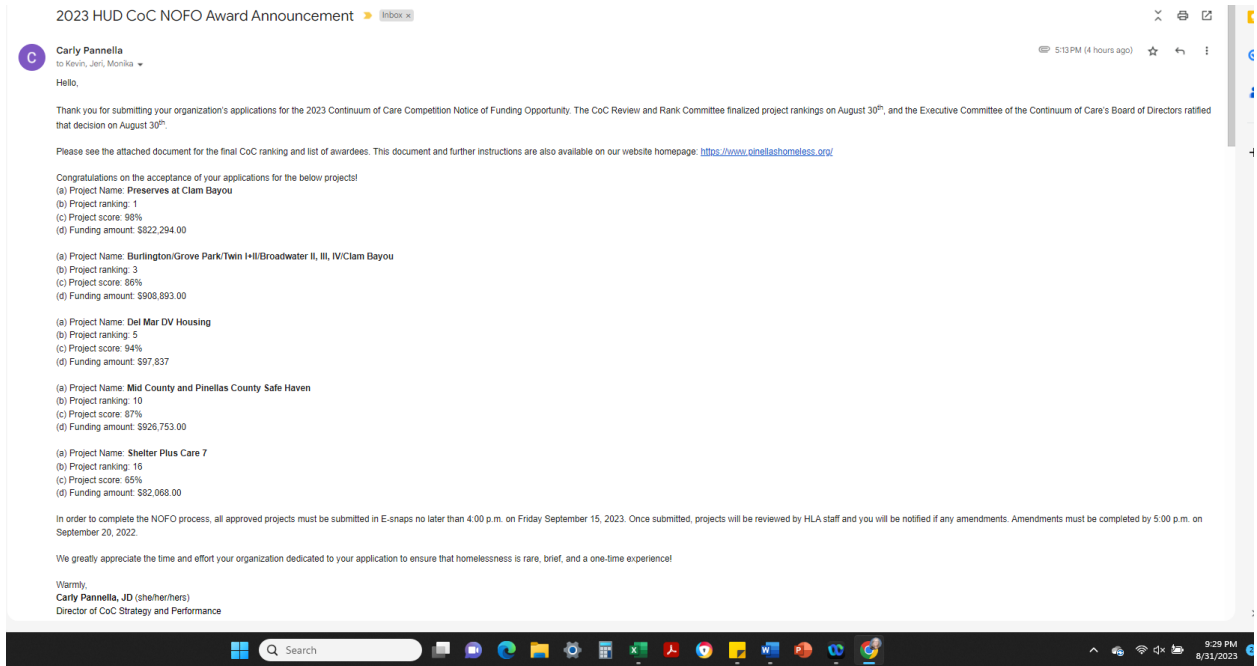 2023 HUD CoC NOFO Award Announcement
Inbox x
C
Carly Pannella
5:13 PM (4 hours ago)
to Kevin, Jeri, Monika
Hello,
Thank you for submitting your organization's applications for the 2023 Continuum of Care Competition Notice of Funding Opportunity. The CoC Review and Rank Committee finalized project rankings on August 30th, and the Executive Committee of the Continuum of Care's Board of Directors ratified
that decision on August 30th.
Please see the attached document for the final CoC ranking and list of awardees. This document and further instructions are also available on our website homepage: https://www.pinellashomeless.org/
Congratulations on the acceptance of your applications for the below projects!
(a) Project Name: Preserves at Clam Bayou
(b) Project ranking: 1
(c) Project score: 98%
(d) Funding amount: $822,294.00
(a) Project Name: Burlington/Grove Park/Twin I+II/Broadwater II, III, IV/Clam Bayou
(b) Project ranking: 3
(c) Project score: 86%
(d) Funding amount: $908,893.00
(a) Project Name: Del Mar DV Housing
(b) Project ranking: 5
(c) Project score: 94%
(d) Funding amount: $97,837
(a) Project Name: Mid County and Pinellas County Safe Haven
(b) Project ranking: 10
(c) Project score: 87%
(d) Funding amount: $926,753.00
(a) Project Name: Shelter Plus Care 7
(b) Project ranking: 16
(c) Project score: 65%
(d) Funding amount: $82,068.00
In order to complete the NOFO process, all approved projects must be submitted in E-snaps no later than 4:00 p.m. on Friday September 15, 2023. Once submitted, projects will be reviewed by HLA staff and you will be notified if any amendments. Amendments must be completed by 5:00 p.m. on
September 20, 2022.
We greatly appreciate the time and effort your organization dedicated to your application to ensure that homelessness is rare, brief, and a one-time experience!
Warmly,
Carly Pannella, JD (she/her/hers)
Director of CoC Strategy and Performance
Search
9:29 PM
8/31/2023